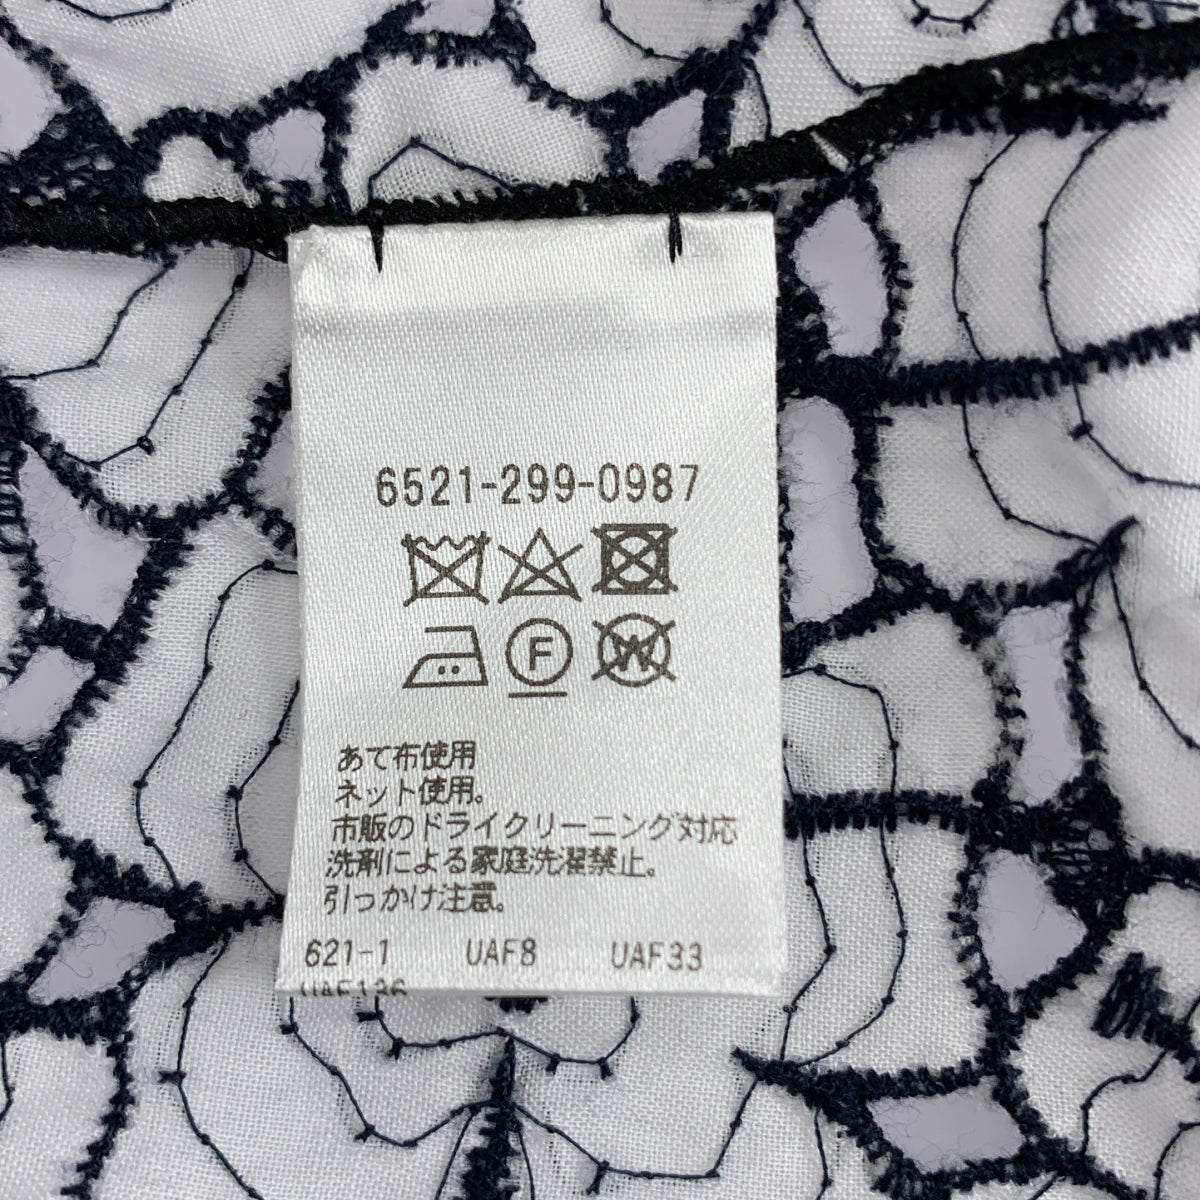 6521-299-0987
F
W
あて布使用
ネット使用。
市販のドライクリーニング対応
洗剤による家庭洗濯禁止。
引っかけ注意。
621-1 UAF8 UAF33
UAF136